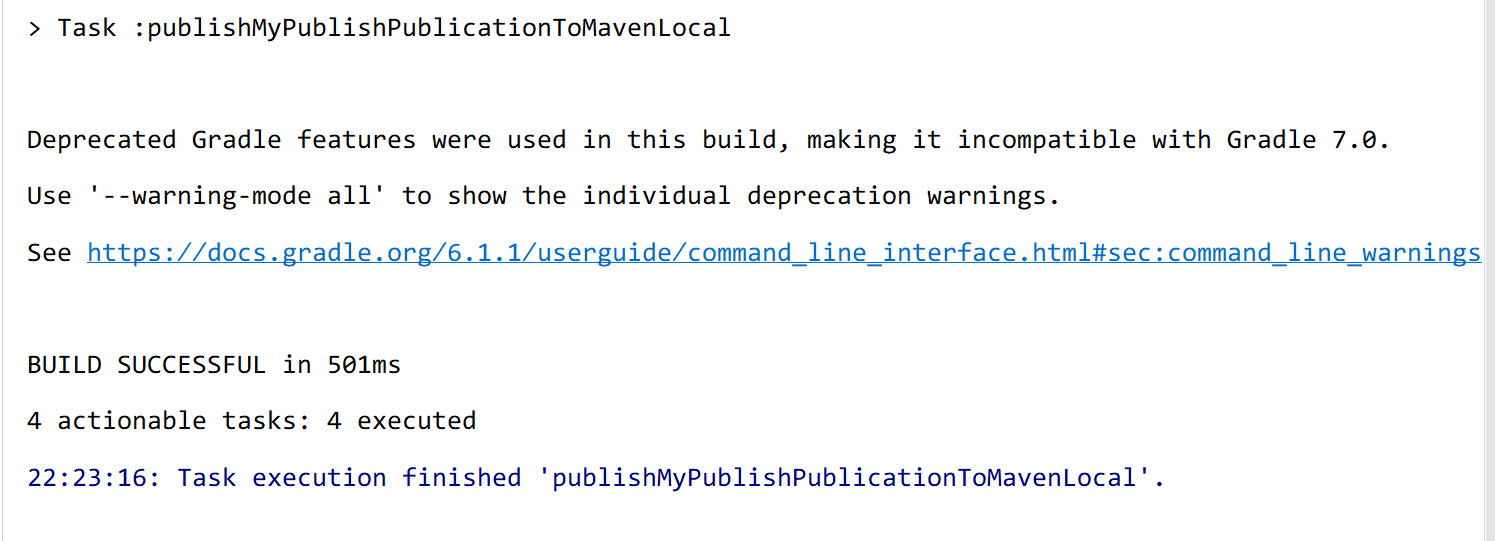 > Task :publishMyPublishPublicationToMavenLocal
Deprecated Gradle features were used in this build, making it incompatible with Gradle 7.0.
Use '--warning-mode all' to show the individual deprecation warnings.
See https://docs.gradle.org/6.1.1/userguide/command_line_interface.html#sec:command_line_warnings
BUILD SUCCESSFUL in 501ms
4 actionable tasks: 4 executed
22:23:16: Task execution finished 'publishMyPublishPublicationToMavenLocal'.